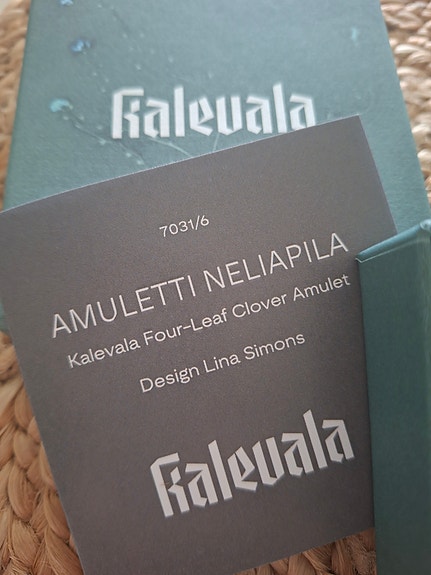 Kalevala
7031/6
AMULETTI NELIAPILA
Kalevala Four-Leaf Clover Amulet
Design Lina Simons
Kalevala